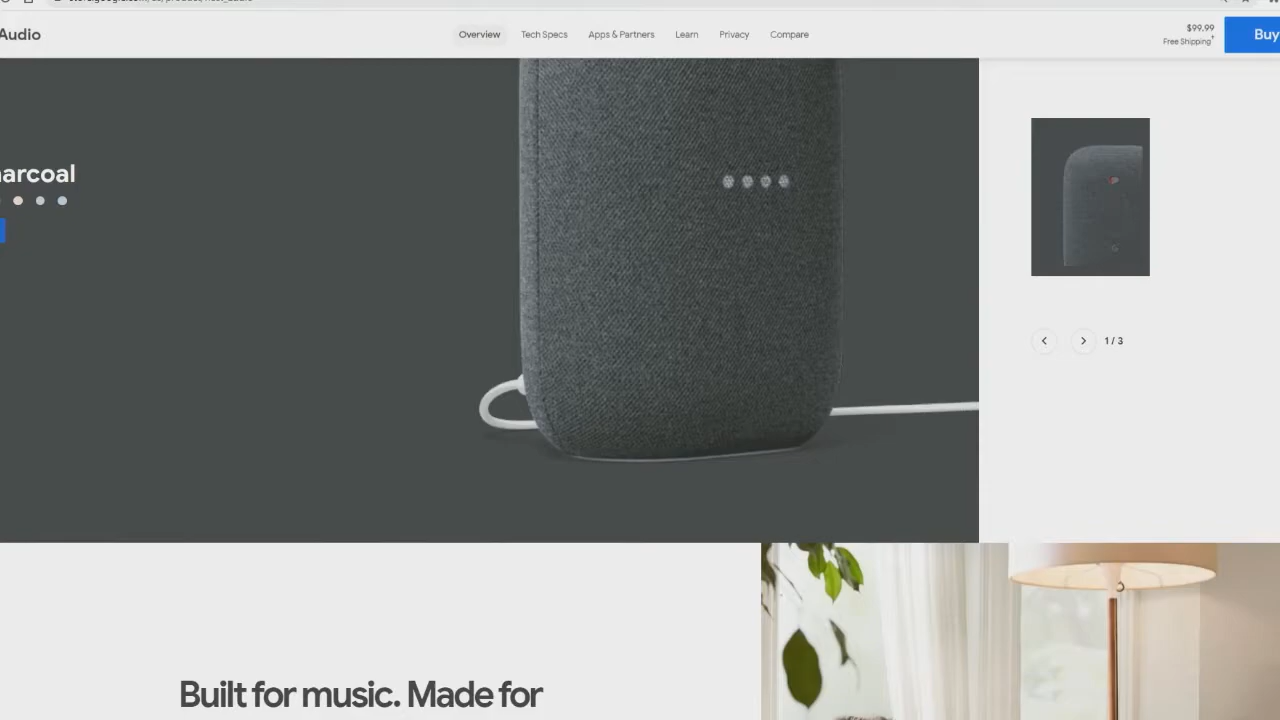 Audio
Overview
Tech Specs
Apps & Partners
Learn
Privacy
Compare
$99.99
Free Shipping†
Buy
arcoal
1 / 3
Built for music. Made for